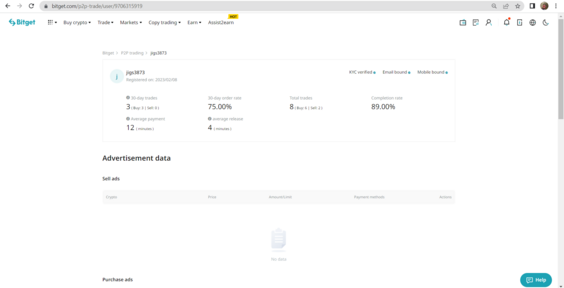 bitget.com/p2p-trade/user/9706315919
Bitget
Buy crypto
Trade
Markets
Copy trading
Earn
Assist2earn
HOT
Bitget
P2P trading
jigs3873
j
jigs3873
Registered on
KYC verified
Email bound
Mobile bound
30-day trades
30-day order rate
Total trades
Completion rate
3 ( Buy 3 | Sell 0 )
75.00%
8 ( Buy 6 | Sell 2 )
89.00%
Average payment
average release
12 ( minutes )
4 ( minutes )
Advertisement data
Sell ads
Crypto
Price
Amount/Limit
Payment methods
Actions
No data
Purchase ads
Help